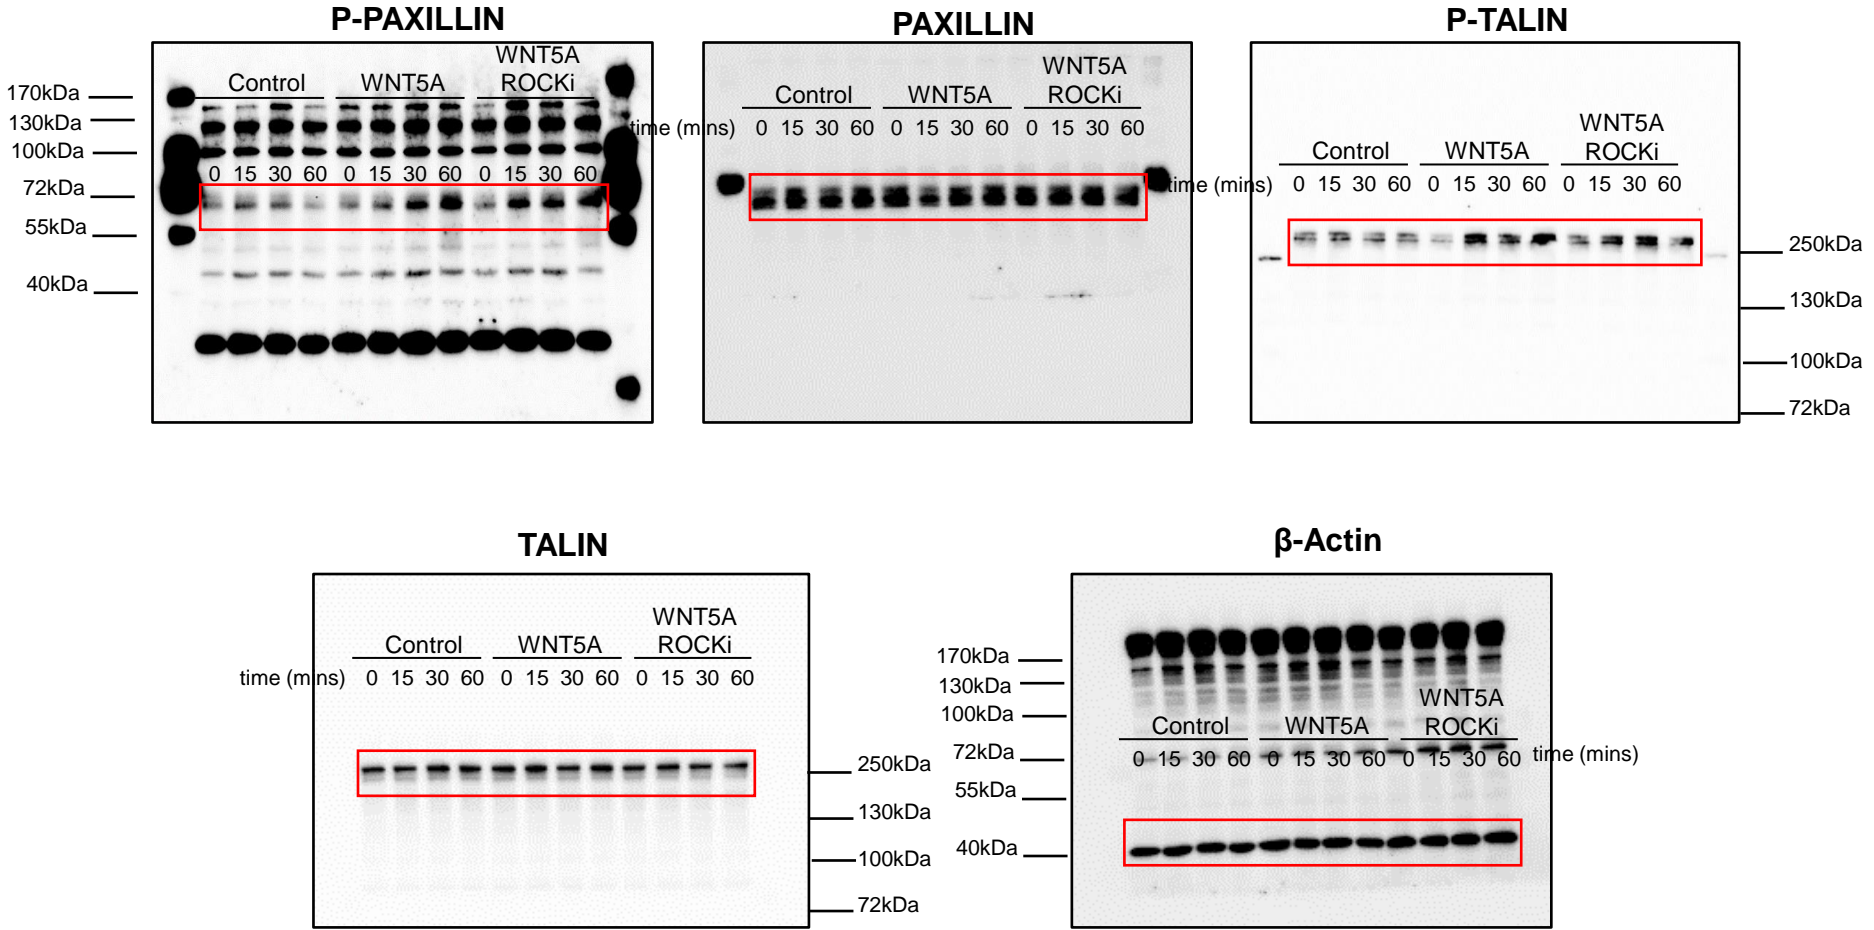 P-PAXILLIN
WNT5A
Control WNT5A ROCKi
170kDa
130kDa
100kDa
0 15 30 60 0 15 30 60 0 15 30 60
72kDa
55kDa
40kDa
PAXILLIN
WNT5A
Control WNT5A ROCKi
time (mins) 0 15 30 60 0 15 30 60 0 15 30 60
P-TALIN
WNT5A
Control WNT5A ROCKi
time (mins) 0 15 30 60 0 15 30 60 0 15 30 60
250kDa
130kDa
100kDa
72kDa
TALIN
WNT5A
Control WNT5A ROCKi
time (mins) 0 15 30 60 0 15 30 60 0 15 30 60
250kDa
130kDa
100kDa
72kDa
β-Actin
170kDa
130kDa
100kDa
WNT5A
Control WNT5A ROCKi
72kDa
0 15 30 60 0 15 30 60 0 15 30 60 time (mins)
55kDa
40kDa